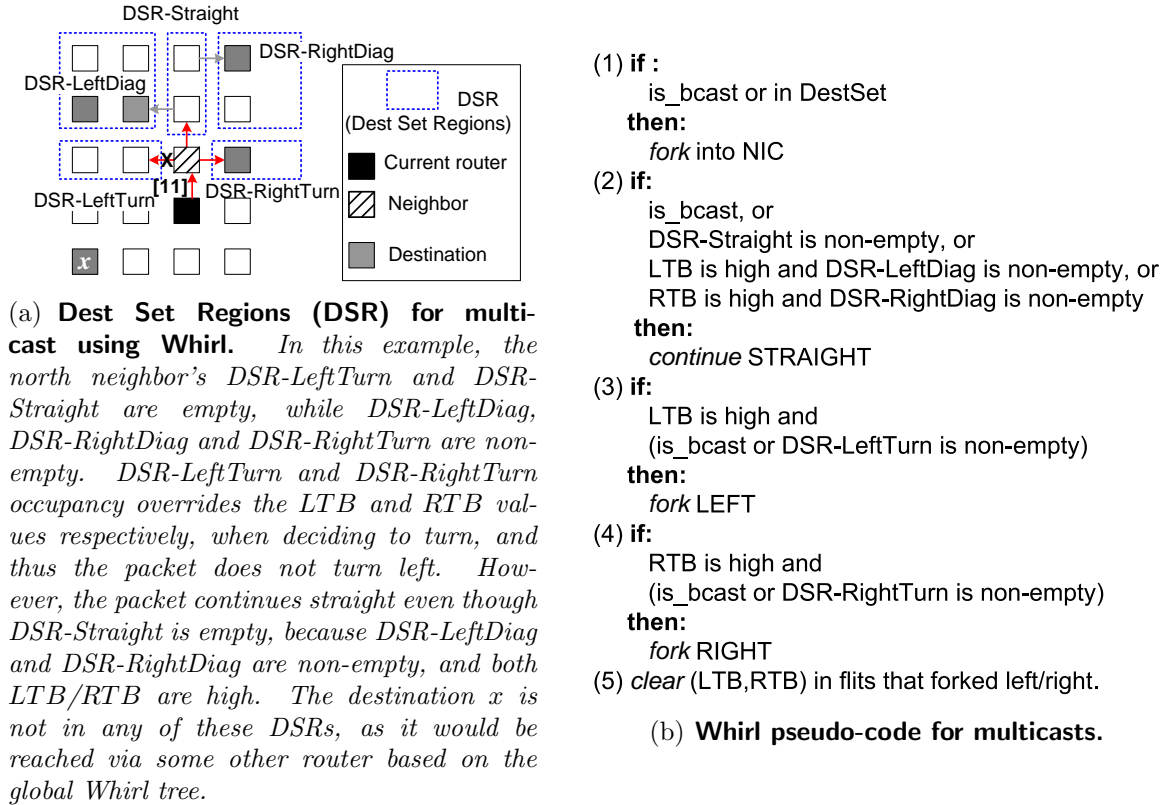 DSR-Straight
DSR-RightDiag
DSR-LeftDiag
DSR
(Dest Set Regions)
X
[11]
DSR-LeftTurn
DSR-RightTurn
Current router
Neighbor
Destination
x
(a) Dest Set Regions (DSR) for multi-
cast using Whirl. In this example, the
north neighbor's DSR-LeftTurn and DSR-
Straight are empty, while DSR-LeftDiag,
DSR-RightDiag and DSR-RightTurn are non-
empty. DSR-LeftTurn and DSR-RightTurn
occupancy overrides the LTB and RTB val-
ues respectively, when deciding to turn, and
thus the packet does not turn left. How-
ever, the packet continues straight even though
DSR-Straight is empty, because DSR-LeftDiag
and DSR-RightDiag are non-empty, and both
LTB/RTB are high. The destination x is
not in any of these DSRs, as it would be
reached via some other router based on the
global Whirl tree.
(1) if :
is_bcast or in DestSet
then:
fork into NIC
(2) if:
is_bcast, or
DSR-Straight is non-empty, or
LTB is high and DSR-LeftDiag is non-empty, or
RTB is high and DSR-RightDiag is non-empty
then:
continue STRAIGHT
(3) if:
LTB is high and
(is_bcast or DSR-LeftTurn is non-empty)
then:
fork LEFT
(4) if:
RTB is high and
(is_bcast or DSR-RightTurn is non-empty)
then:
fork RIGHT
(5) clear (LTB,RTB) in flits that forked left/right.
(b) Whirl pseudo-code for multicasts.